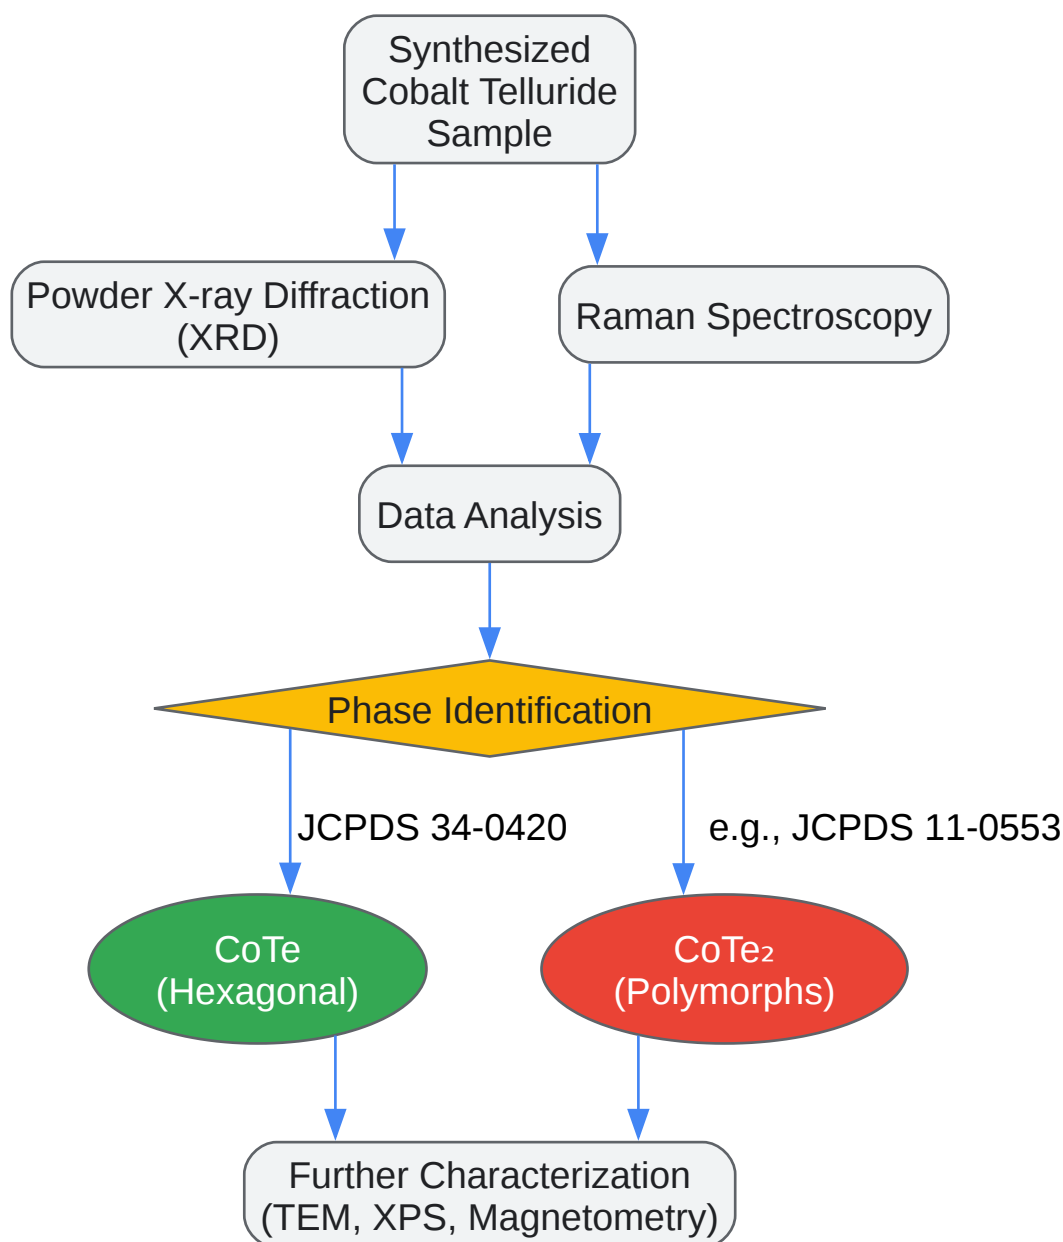 Synthesized
Cobalt Telluride
Sample
Powder X-ray Diffraction
(XRD)
Raman Spectroscopy
Data Analysis
Phase Identification
JCPDS 34-0420
e.g., JCPDS 11-0553
CoTe
(Hexagonal)
CoTe₂
(Polymorphs)
Further Characterization
(TEM, XPS, Magnetometry)